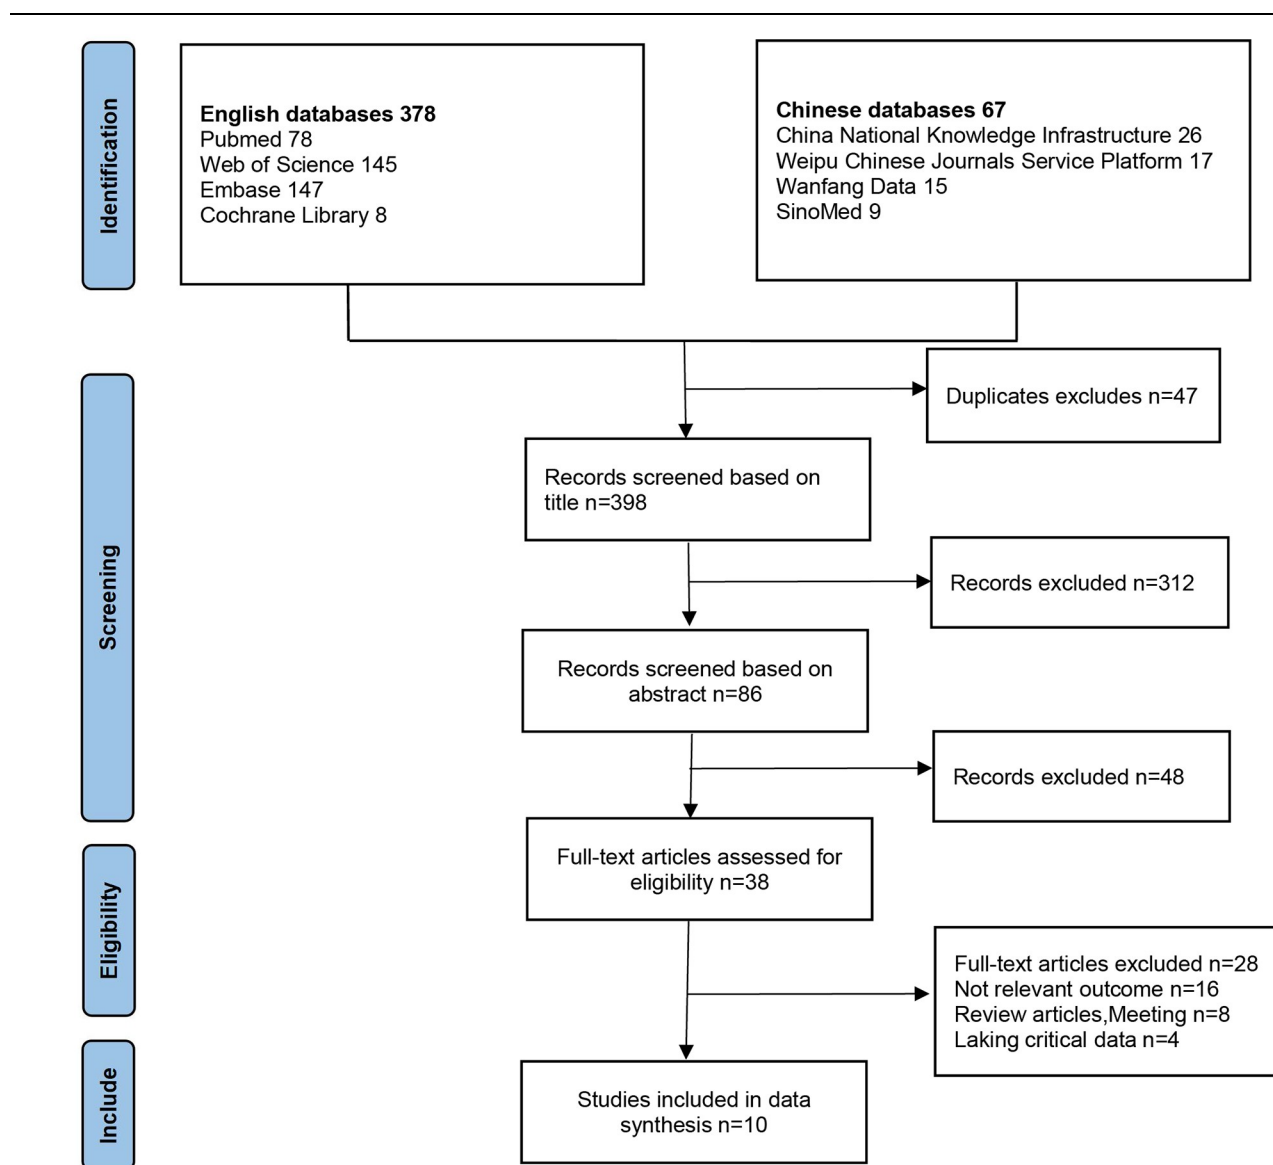 Identification
English databases 378
Pubmed 78
Web of Science 145
Embase 147
Cochrane Library 8
Chinese databases 67
China National Knowledge Infrastructure 26
Weipu Chinese Journals Service Platform 17
Wanfang Data 15
SinoMed 9
Duplicates excludes n=47
Screening
Records screened based on
title n=398
Records excluded n=312
Records screened based on
abstract n=86
Records excluded n=48
Full-text articles assessed for
eligibility n=38
Eligibility
Full-text articles excluded n=28
Not relevant outcome n=16
Review articles,Meeting n=8
Laking critical data n=4
Include
Studies included in data
synthesis n=10